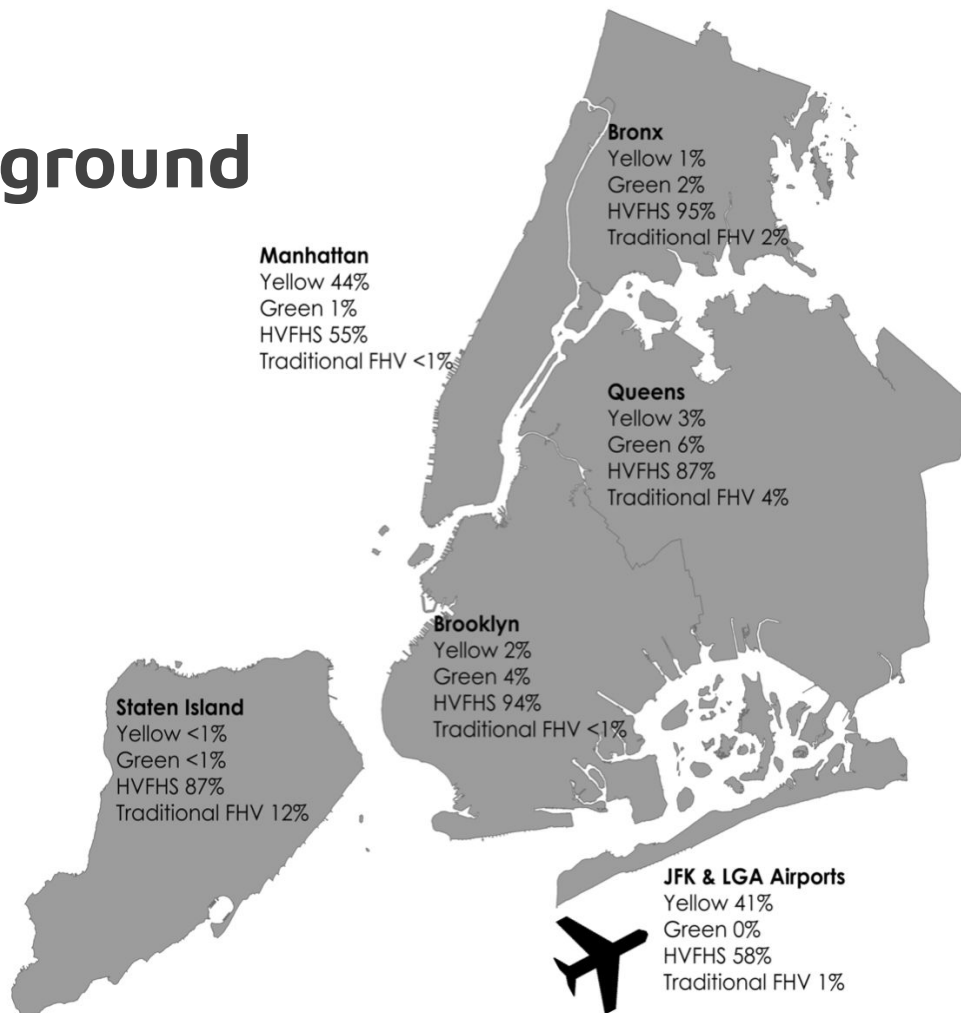 ground
Bronx
Yellow 1%
Green 2%
HVFHS 95%
Traditional FHV 2%
Manhattan
Yellow 44%
Green 1%
HVFHS 55%
Traditional FHV <1%
Queens
Yellow 3%
Green 6%
HVFHS 87%
Traditional FHV 4%
Brooklyn
Yellow 2%
Green 4%
HVFHS 94%
Traditional FHV <1%
Staten Island
Yellow <1%
Green <1%
HVFHS 87%
Traditional FHV 12%
JFK & LGA Airports
Yellow 41%
Green 0%
HVFHS 58%
Traditional FHV 1%